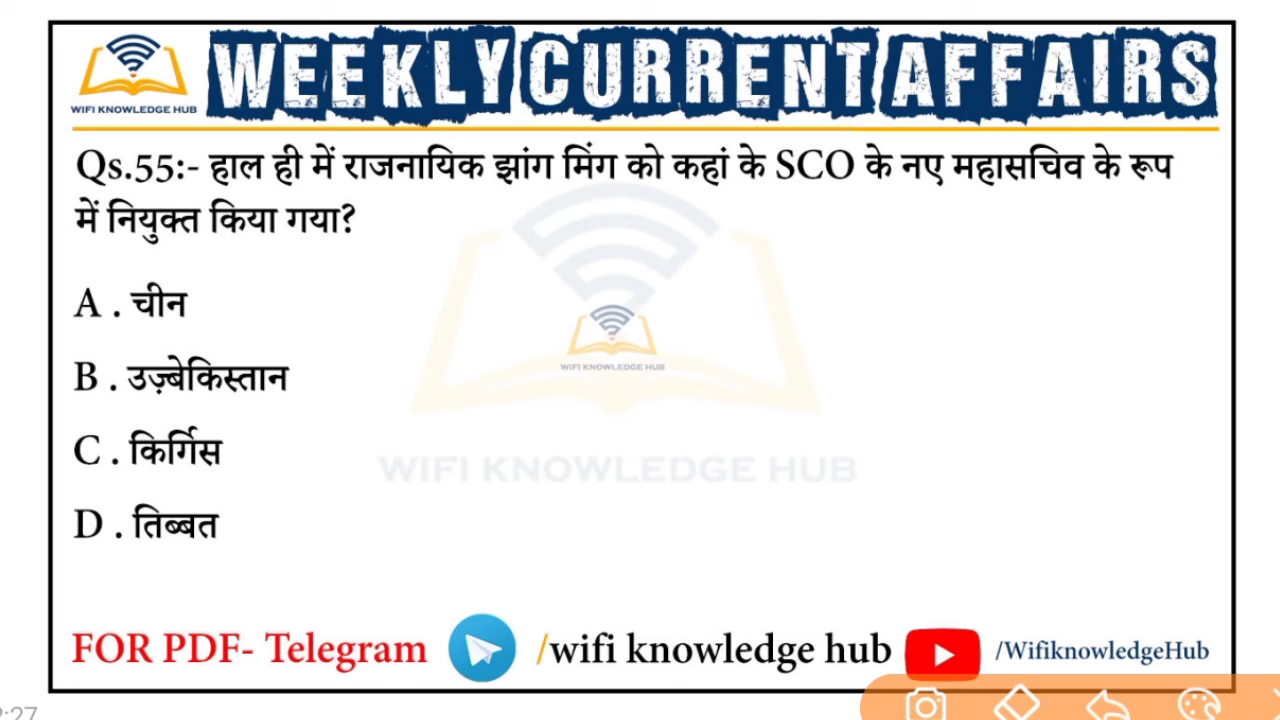 WEEKLY CURRENT AFFAIRS
WIFI KNOWLEDGE HUB
Qs.55:- हाल ही में राजनायिक झांग मिंग को कहां के SCO के नए महासचिव के रूप
में नियुक्त किया गया?
A . चीन
B . उज़्बेकिस्तान
C . किर्गिस
D . तिब्बत
WIFI KNOWLEDGE HUB
WIFI KNOWLEDGE HUB
FOR PDF- Telegram /wifi knowledge hub /WifiknowledgeHub